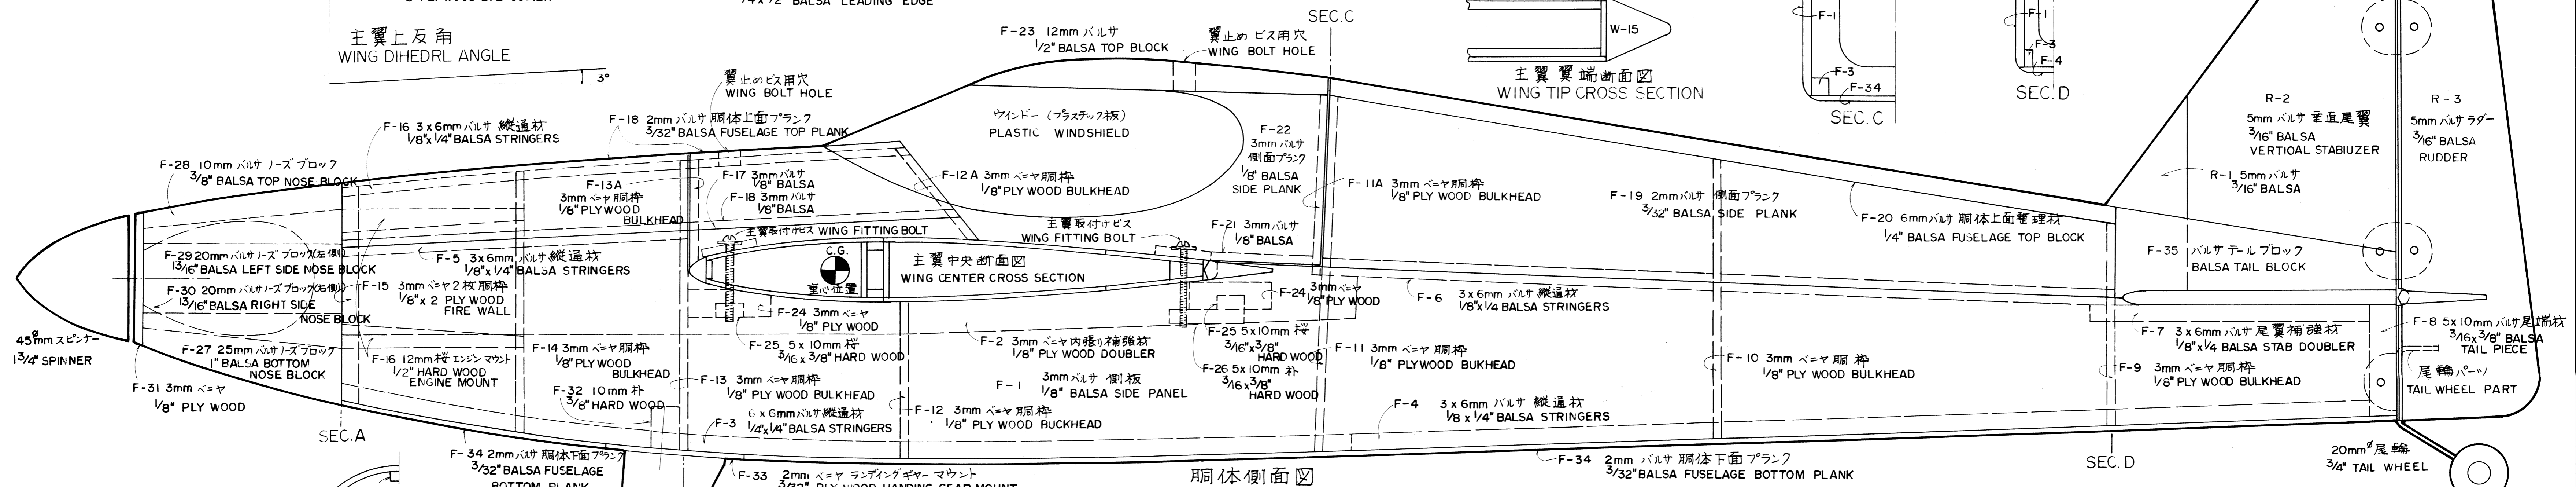 1/4 x 1/2" BALSA LEADING EDGE
主翼上反角
WING DIHEDRL ANGLE
3°
F-16 3x6mm バルサ 縦通材
1/8"x1/4" BALSA STRINGERS
F-28 10mm バルサ ノーズ ブロック
3/8" BALSA TOP NOSE BLOCK
F-18 2mm バルサ 胴体上面プランク
3/32" BALSA FUSELAGE TOP PLANK
翼止めビス用穴
WING BOLT HOLE
F-23 12mm バルサ
1/2" BALSA TOP BLOCK
翼止め ビス用穴
WING BOLT HOLE
SEC.C
W-15
主翼翼端断面図
WING TIP CROSS SECTION
F-1
F-3
F-34
SEC.C
F-1
F-3
F-4
SEC.D
R-2
5mm バルサ 垂直尾翼
3/16" BALSA
VERTIOAL STABIUZER
R-3
5mm バルサ ラダー
3/16" BALSA
RUDDER
R-1 5mm バルサ
3/16" BALSA
ウインドー (プラスチック板)
PLASTIC WINDSHIELD
F-22
3mm バルサ
側面プランク
1/8" BALSA
SIDE PLANK
F-13A
3mm ベニヤ胴枠
1/8" PLYWOOD
BULKHEAD
F-17 3mm バルサ
1/8" BALSA
F-18 3mm バルサ
1/8" BALSA
F-12A 3mm ベニヤ胴枠
1/8" PLY WOOD BULKHEAD
F-11A 3mm ベニヤ胴枠
1/8" PLY WOOD BULKHEAD
F-19 2mm バルサ 側面プランク
3/32" BALSA SIDE PLANK
F-20 6mm バルサ 胴体上面整理材
1/4" BALSA FUSELAGE TOP BLOCK
主翼取付けビス WING FITTING BOLT
主翼取付けビス
WING FITTING BOLT
F-21 3mm バルサ
1/8" BALSA
F-35 バルサ テールブロック
BALSA TAIL BLOCK
F-29 20mm バルサノーズブロック(左側)
13/16" BALSA LEFT SIDE NOSE BLOCK
F-5 3x6mm バルサ縦通材
1/8"x1/4" BALSA STRINGERS
C.G.
重心位置
主翼中央断面図
WING CENTER CROSS SECTION
F-30 20mm バルサノーズブロック(右側)
13/16" BALSA RIGHT SIDE
NOSE BLOCK
F-15 3mm ベニヤ2枚胴枠
1/8" x 2 PLY WOOD
FIRE WALL
F-24 3mm ベニヤ
1/8" PLY WOOD
F-24 3mm ベニヤ
1/8" PLY WOOD
F-6 3x6mm バルサ縦通材
1/8"x1/4 BALSA STRINGERS
45ømm スピンナー
1 3/4" SPINNER
F-27 25mm バルサノーズブロック
1" BALSA BOTTOM
NOSE BLOCK
F-16 12mm 桜 エンジンマウント
1/2" HARD WOOD
ENGINE MOUNT
F-14 3mm ベニヤ胴枠
1/8" PLY WOOD
BULKHEAD
F-25 5x10mm 桜
3/16 x 3/8" HARD WOOD
F-2 3mm ベニヤ内張り補強材
1/8" PLY WOOD DOUBLER
F-25 5x10mm 桜
3/16"x3/8"
HARD WOOD
F-26 5x10mm 朴
3/16 x 3/8"
HARD WOOD
F-11 3mm ベニヤ 胴枠
1/8" PLYWOOD BUKHEAD
F-10 3mm ベニヤ 胴枠
1/8" PLY WOOD BUKHEAD
F-7 3x6mm バルサ尾翼補強材
1/8"x1/4 BALSA STAB DOUBLER
F-8 5x10mm バルサ尾端材
3/16x3/8" BALSA
TAIL PIECE
F-9 3mm ベニヤ胴枠
1/8" PLY WOOD BUKHEAD
尾輪パーツ
TAIL WHEEL PART
F-31 3mm ベニヤ
1/8" PLY WOOD
F-32 10mm 朴
3/8" HARD WOOD
F-13 3mm ベニヤ胴枠
1/8" PLY WOOD BULKHEAD
F-1 3mm バルサ 側板
1/8" BALSA SIDE PANEL
F-3 6x6mm バルサ縦通材
1/4"x1/4" BALSA STRINGERS
F-12 3mm ベニヤ胴枠
1/8" PLY WOOD BUCKHEAD
F-4 3x6mm バルサ 縦通材
1/8 x 1/4" BALSA STRINGERS
SEC.A
F-34 2mm バルサ 胴体下面プランク
3/32" BALSA FUSELAGE
BOTTOM PLANK
F-33 2mm ベニヤ ランディングギャーマウント
3/32" PLY WOOD HANDING GEAR MOUNT
胴体側面図
F-34 2mm バルサ 胴体下面プランク
3/32" BALSA FUSELAGE BOTTOM PLANK
SEC.D
20mmø 尾輪
3/4" TAIL WHEEL